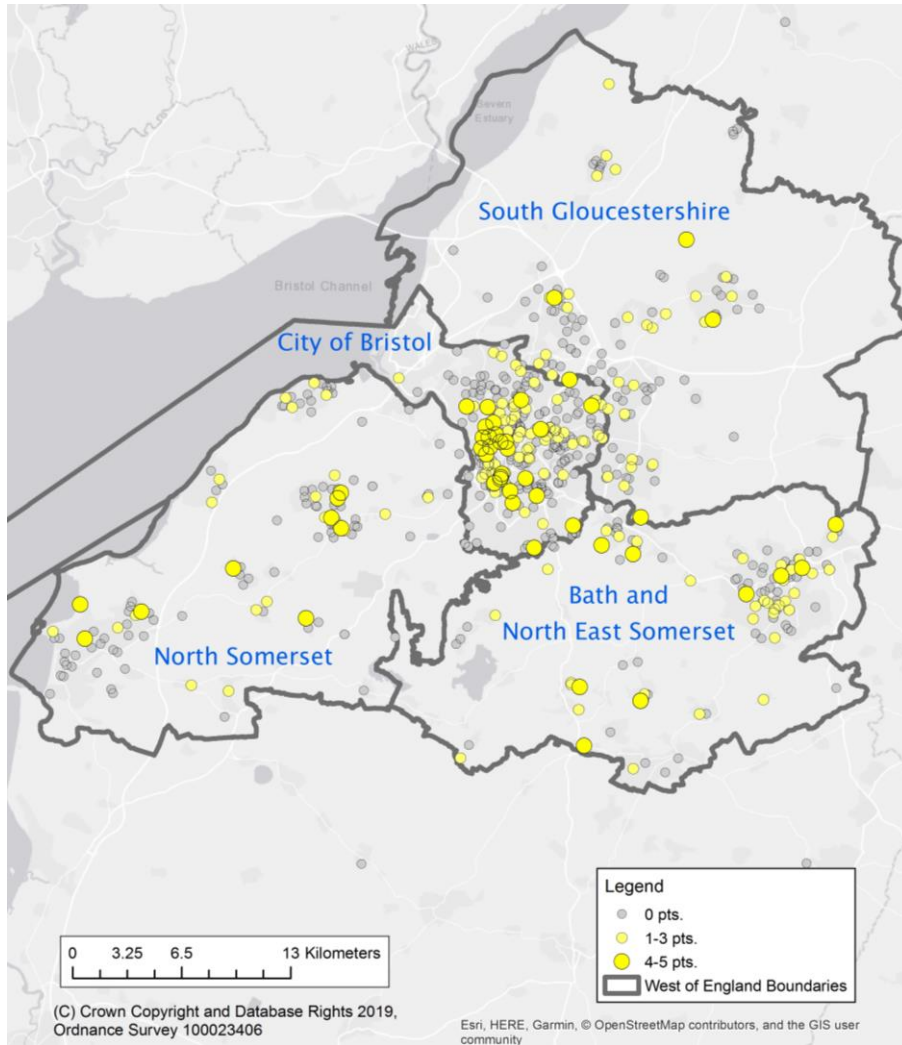 WALES
Severn
Estuary
South Gloucestershire
Bristol Channel
City of Bristol
Bath and
North East Somerset
North Somerset
Legend
0 pts.
1-3 pts.
4-5 pts.
West of England Boundaries
0 3.25 6.5 13 Kilometers
(C) Crown Copyright and Database Rights 2019,
Ordnance Survey 100023406
Esri, HERE, Garmin, © OpenStreetMap contributors, and the GIS user
community